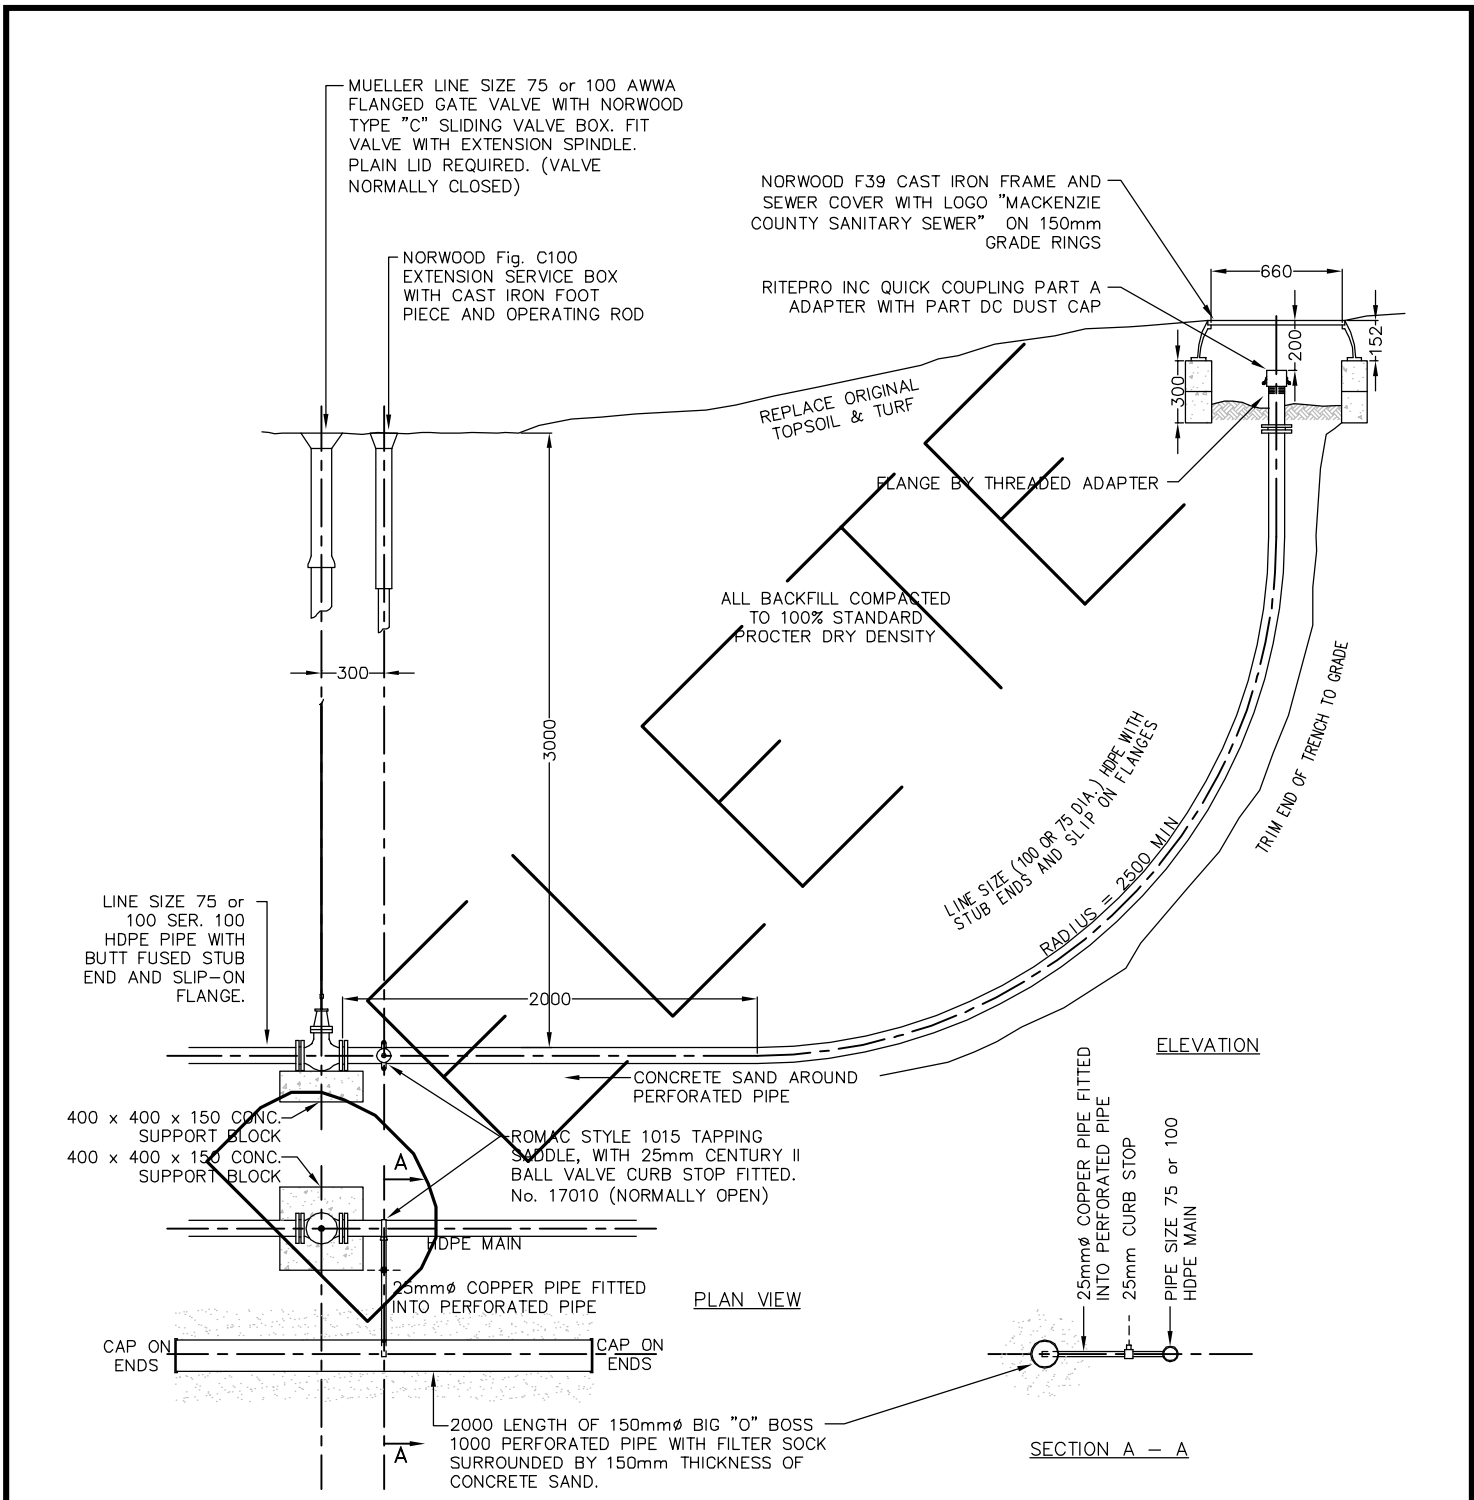 MUELLER LINE SIZE 75 or 100 AWWA
FLANGED GATE VALVE WITH NORWOOD
TYPE "C" SLIDING VALVE BOX. FIT
VALVE WITH EXTENSION SPINDLE.
PLAIN LID REQUIRED. (VALVE
NORMALLY CLOSED)
NORWOOD F39 CAST IRON FRAME AND
SEWER COVER WITH LOGO "MACKENZIE
COUNTY SANITARY SEWER" ON 150mm
GRADE RINGS
NORWOOD Fig. C100
EXTENSION SERVICE BOX
WITH CAST IRON FOOT
PIECE AND OPERATING ROD
RITEPRO INC QUICK COUPLING PART A
ADAPTER WITH PART DC DUST CAP
660
200
152
300
REPLACE ORIGINAL
TOPSOIL & TURF
FLANGE BY THREADED ADAPTER
ALL BACKFILL COMPACTED
TO 100% STANDARD
PROCTER DRY DENSITY
300
3000
TRIM END OF TRENCH TO GRADE
LINE SIZE (100 OR 75 DIA.) HDPE WITH
STUB ENDS AND SLIP ON FLANGES
RADIUS = 2500 MIN
LINE SIZE 75 or
100 SER. 100
HDPE PIPE WITH
BUTT FUSED STUB
END AND SLIP-ON
FLANGE.
2000
ELEVATION
CONCRETE SAND AROUND
PERFORATED PIPE
400 x 400 x 150 CONC.
SUPPORT BLOCK
400 x 400 x 150 CONC.
SUPPORT BLOCK
ROMAC STYLE 1015 TAPPING
SADDLE, WITH 25mm CENTURY II
BALL VALVE CURB STOP FITTED.
No. 17010 (NORMALLY OPEN)
A
HDPE MAIN
25mmø COPPER PIPE FITTED
INTO PERFORATED PIPE
PLAN VIEW
25mmø COPPER PIPE FITTED
INTO PERFORATED PIPE
25mm CURB STOP
PIPE SIZE 75 or 100
HDPE MAIN
CAP ON
ENDS
CAP ON
ENDS
2000 LENGTH OF 150mmø BIG "O" BOSS
1000 PERFORATED PIPE WITH FILTER SOCK
SURROUNDED BY 150mm THICKNESS OF
CONCRETE SAND.
A
SECTION A - A
DELETED